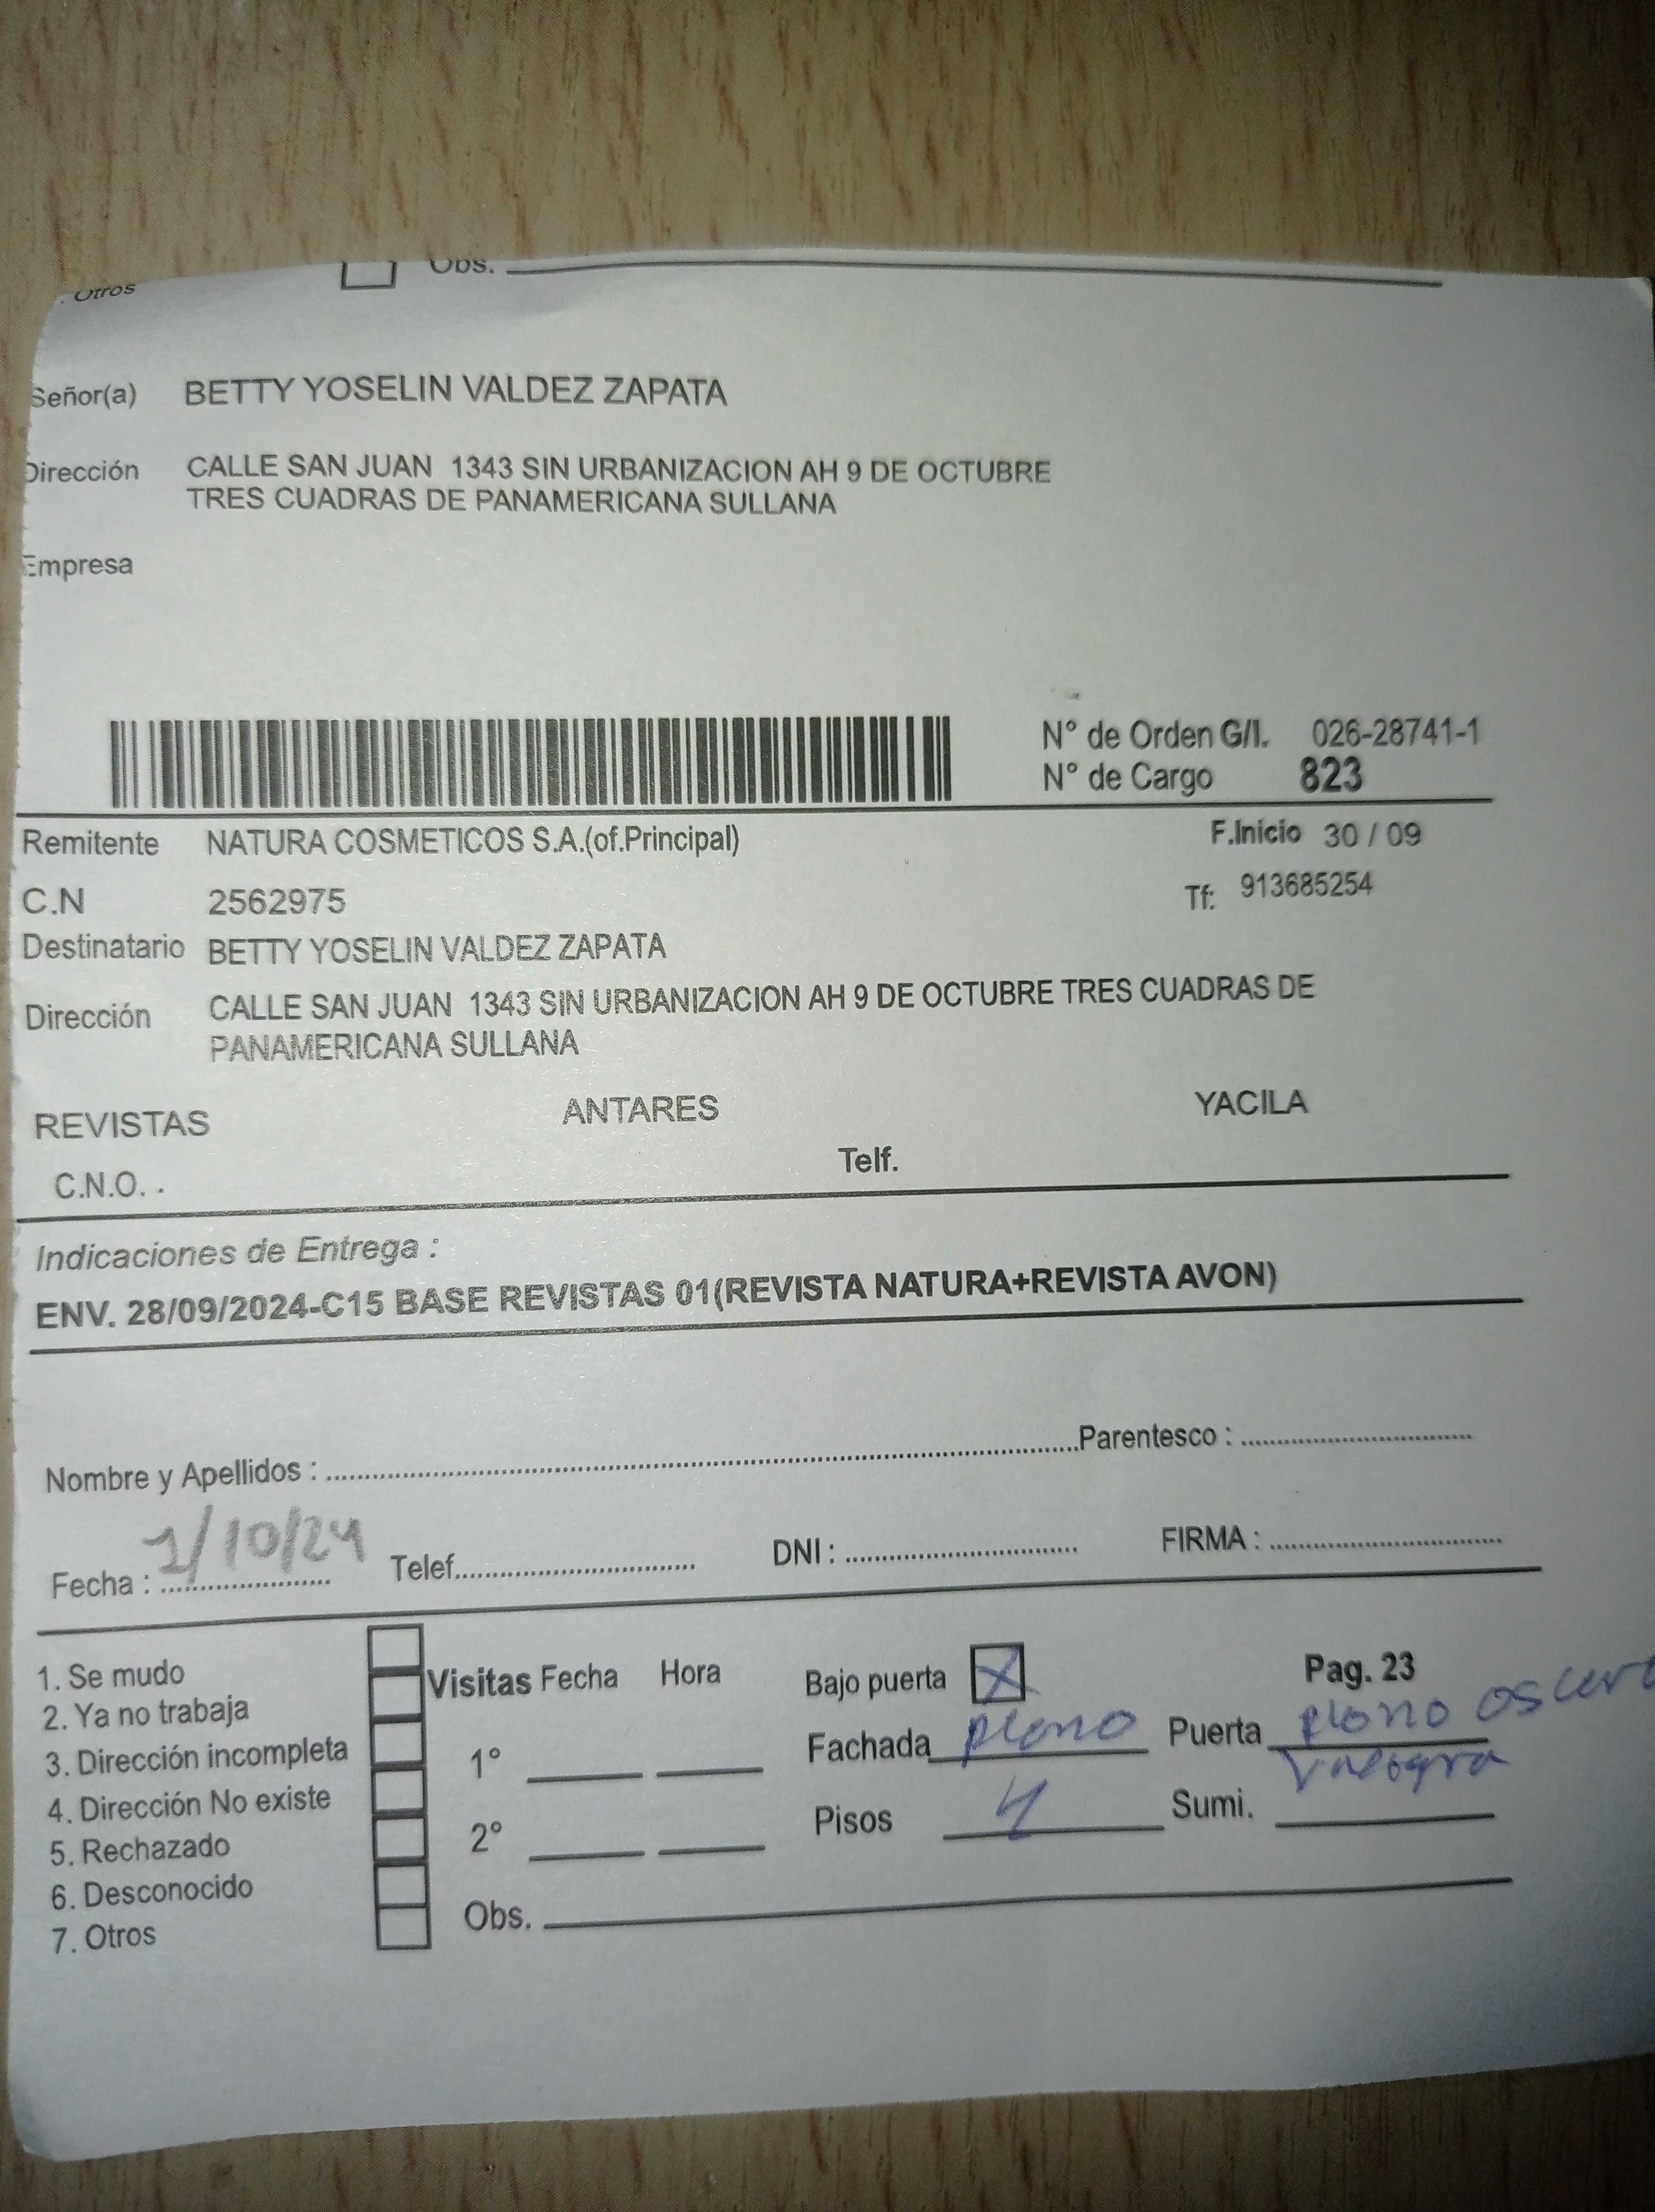 . Otros Obs.
Señor(a) BETTY YOSELIN VALDEZ ZAPATA
Dirección CALLE SAN JUAN 1343 SIN URBANIZACION AH 9 DE OCTUBRE
TRES CUADRAS DE PANAMERICANA SULLANA
Empresa
N° de Orden G/I. 026-28741-1
N° de Cargo 823
Remitente NATURA COSMETICOS S.A.(of.Principal) F.Inicio 30 / 09
C.N 2562975 Tf: 913685254
Destinatario BETTY YOSELIN VALDEZ ZAPATA
Dirección CALLE SAN JUAN 1343 SIN URBANIZACION AH 9 DE OCTUBRE TRES CUADRAS DE
PANAMERICANA SULLANA
REVISTAS ANTARES YACILA
C.N.O. . Telf.
Indicaciones de Entrega :
ENV. 28/09/2024-C15 BASE REVISTAS 01(REVISTA NATURA+REVISTA AVON)
Nombre y Apellidos : Parentesco :
Fecha : 1/10/24 Telef. DNI : FIRMA :
1. Se mudo
2. Ya no trabaja
3. Dirección incompleta
4. Dirección No existe
5. Rechazado
6. Desconocido
7. Otros
Visitas Fecha Hora
1°
2°
Obs.
Bajo puerta X Pag. 23
Fachada plomo Puerta plomo
Pisos 4 Sumi.